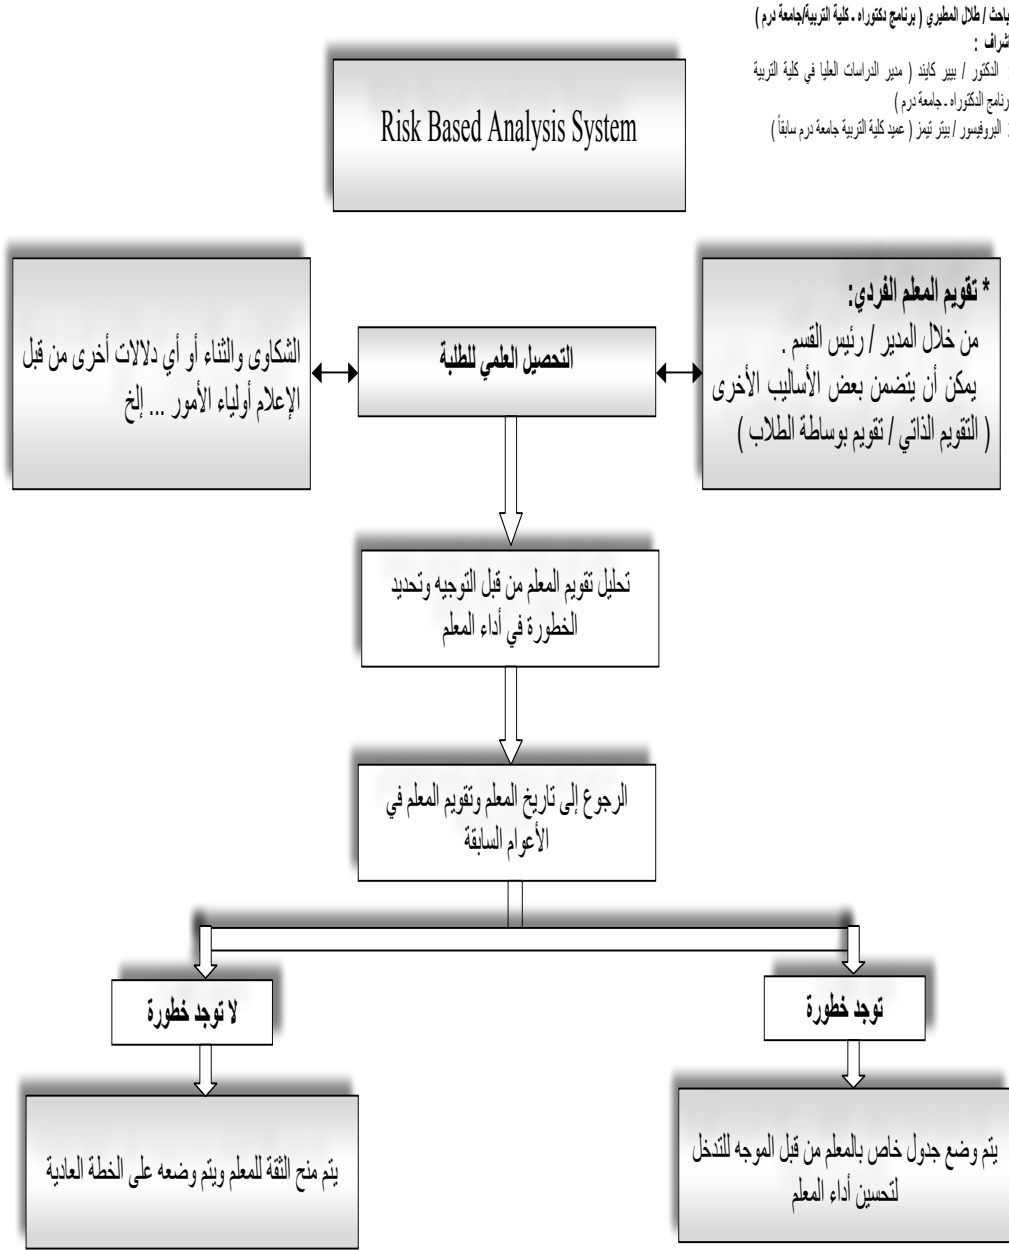 باحث / طلال المطيري ( برنامج دكتوراه - كلية التربية/جامعة درم )
شراف :
: الدكتور / بيير كايند ( مدير الدراسات العليا في كلية التربية
رنامج الدكتوراه - جامعة درم )
: البروفيسور / بيتر تيمز ( عميد كلية التربية جامعة درم سابقاً )
Risk Based Analysis System
* تقويم المعلم الفردي:
من خلال المدير / رئيس القسم .
يمكن أن يتضمن بعض الأساليب الأخرى
( التقويم الذاتي / تقويم بوساطة الطلاب )
التحصيل العلمي للطلبة
الشكاوى والثناء أو أي دلالات أخرى من قبل
الإعلام أولياء الأمور ... إلخ
تحليل تقويم المعلم من قبل التوجيه وتحديد
الخطورة في أداء المعلم
الرجوع إلى تاريخ المعلم وتقويم المعلم في
الأعوام السابقة
توجد خطورة
لا توجد خطورة
يتم وضع جدول خاص بالمعلم من قبل الموجه للتدخل
لتحسين أداء المعلم
يتم منح الثقة للمعلم ويتم وضعه على الخطة العادية